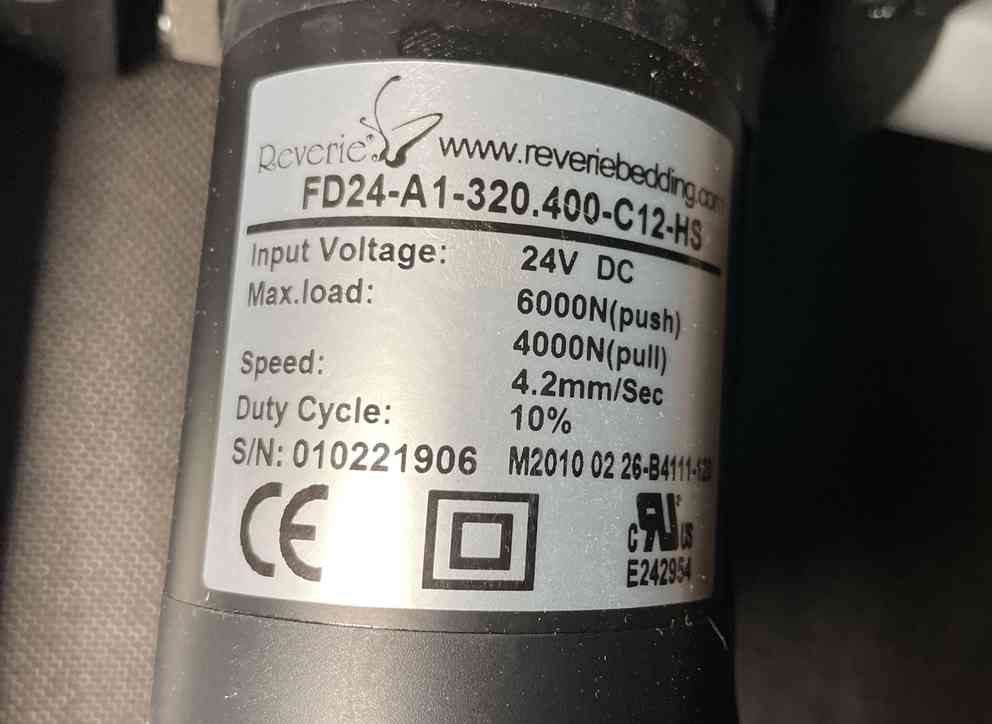 Reverie® www.reveriebedding.com
FD24-A1-320.400-C12-HS
Input Voltage: 24V DC
Max.load: 6000N(push)
4000N(pull)
Speed: 4.2mm/Sec
Duty Cycle: 10%
S/N: 010221906 M2010 02 26-B4111-
CE c RU US
E242954